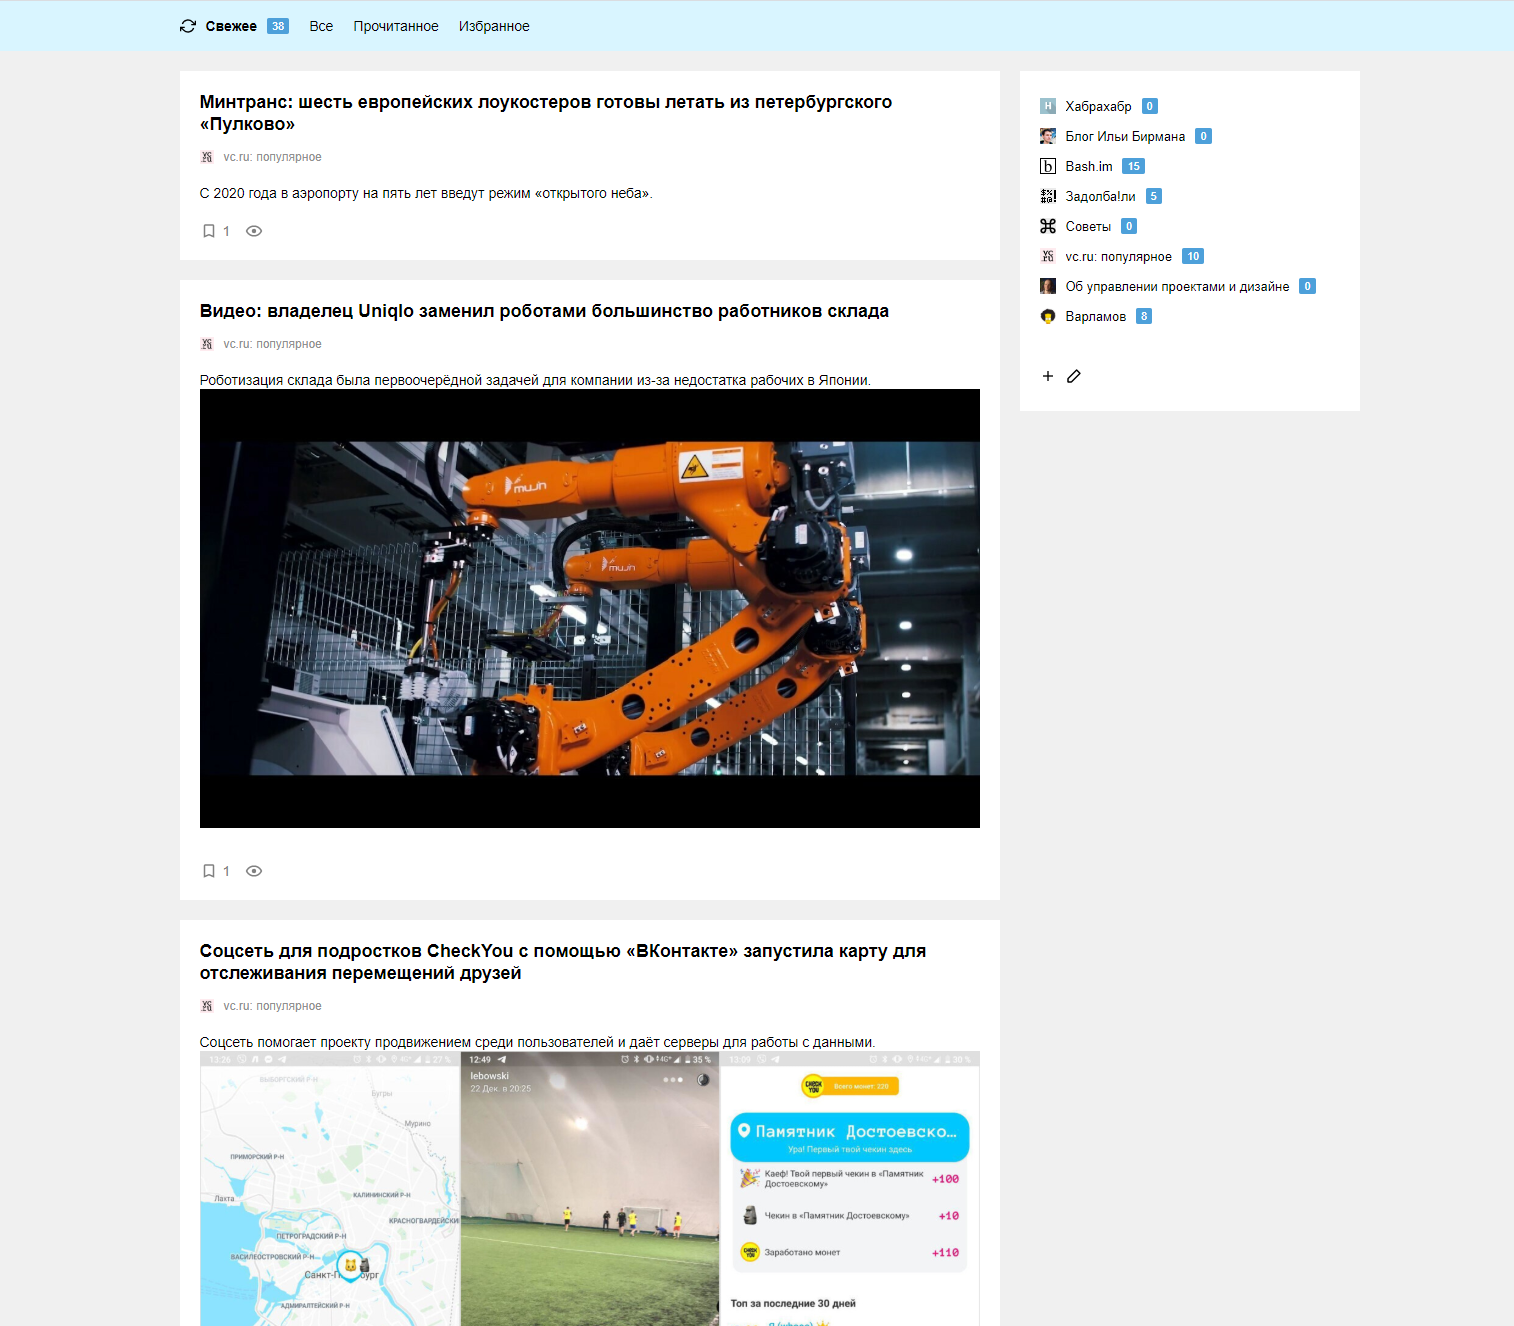 Свежее 38 Все Прочитанное Избранное
Минтранс: шесть европейских лоукостеров готовы летать из петербургского
«Пулково»
vc.ru: популярное
С 2020 года в аэропорту на пять лет введут режим «открытого неба».
1
Видео: владелец Uniqlo заменил роботами большинство работников склада
vc.ru: популярное
Роботизация склада была первоочерёдной задачей для компании из-за недостатка рабочих в Японии.
mujin
mujin
1
Соцсеть для подростков CheckYou с помощью «ВКонтакте» запустила карту для
отслеживания перемещений друзей
vc.ru: популярное
Соцсеть помогает проекту продвижением среди пользователей и даёт серверы для работы с данными.
13:26 4G+ 27 %
ВЫБОРГСКИЙ Р-Н
Бугры
Мурино
ПРИМОРСКИЙ Р-Н
Лахта
КАЛИНИНСКИЙ Р-Н
КРАСНОГВАРДЕЙСКИ
ПЕТРОГРАДСКИЙ Р-Н
ВАСИЛЕОСТРОВСКИЙ Р-Н
Санкт-П бург
АДМИРАЛТЕЙСКИЙ Р-Н
12:49 4G+ 35 %
lebowski
22 Дек. в 20:25
13:09 4G+ 30 %
CHECK YOU Всего монет: 220
Памятник Достоевско...
Ура! Первый твой чекин здесь
Каеф! Твой первый чекин в «Памятник
Достоевскому» +100
Чекин в «Памятник Достоевскому» +10
CHECK YOU Заработано монет +110
Топ за последние 30 дней
H Хабрахабр 0
Блог Ильи Бирмана 0
b Bash.im 15
Задолба!ли 5
Советы 0
vc.ru: популярное 10
Об управлении проектами и дизайне 0
Варламов 8